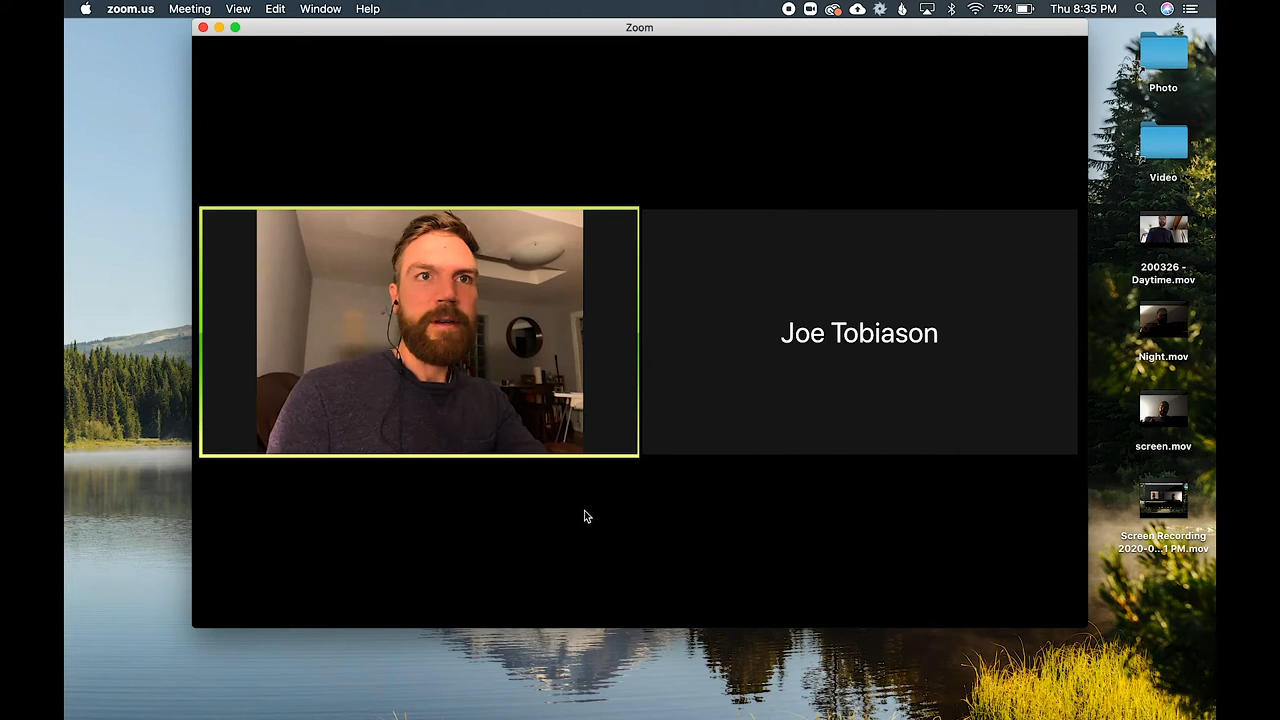 zoom.us Meeting View Edit Window Help 75% Thu 8:35 PM
Zoom
Photo
Video
200326 -
Daytime.mov
Joe Tobiason
Night.mov
screen.mov
Screen Recording
2020-0...1 PM.mov